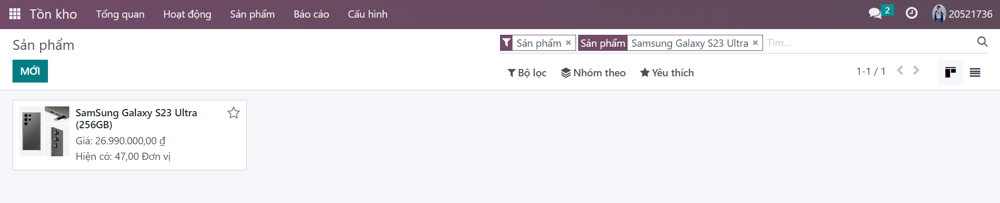 Tồn kho Tổng quan Hoạt động Sản phẩm Báo cáo Cấu hình 2 20521736
Sản phẩm
Sản phẩm × Sản phẩm Samsung Galaxy S23 Ultra × Tìm...
MỚI
Bộ lọc Nhóm theo Yêu thích 1-1 / 1
SamSung Galaxy S23 Ultra
(256GB)
Giá: 26.990.000,00 ₫
Hiện có: 47,00 Đơn vị